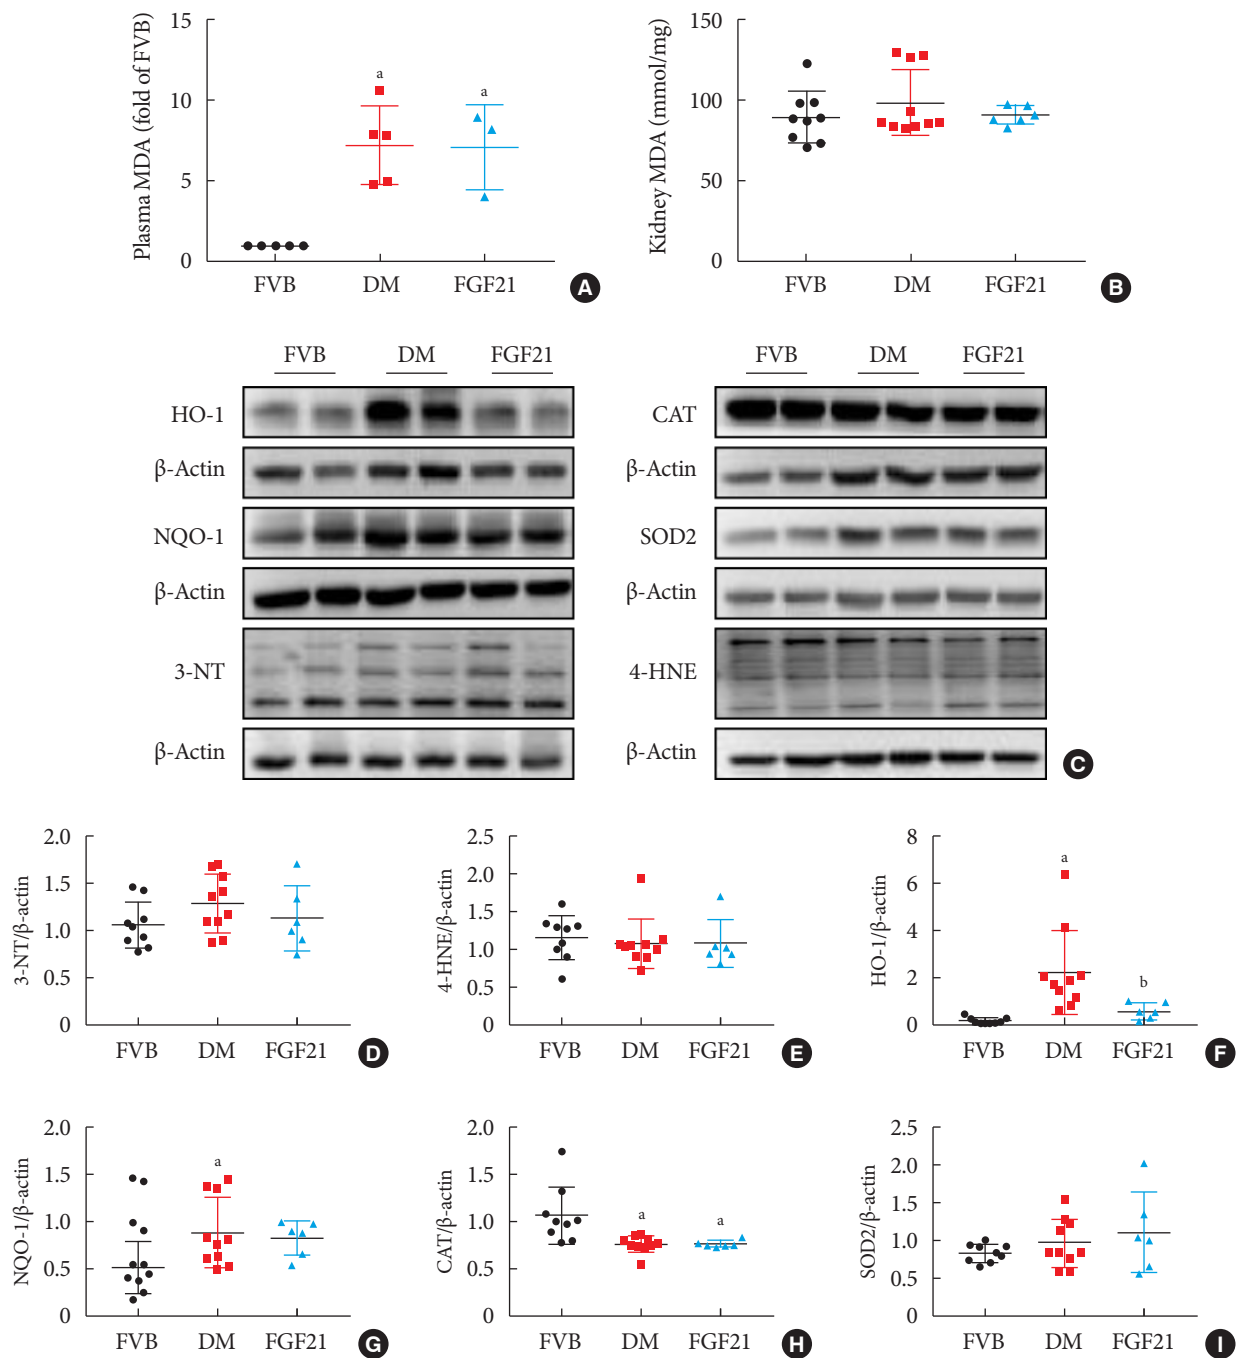 Plasma MDA (fold of FVB)
15
10
5
0
a
a
FVB DM FGF21
A
Kidney MDA (mmol/mg)
150
100
50
0
FVB DM FGF21
B
FVB DM FGF21
HO-1
β-Actin
NQO-1
β-Actin
3-NT
β-Actin
FVB DM FGF21
CAT
β-Actin
SOD2
β-Actin
4-HNE
β-Actin
C
3-NT/β-actin
2.0
1.5
1.0
0.5
0
FVB DM FGF21
D
4-HNE/β-actin
2.5
2.0
1.5
1.0
0.5
0
FVB DM FGF21
E
HO-1/β-actin
8
6
4
2
0
a
b
FVB DM FGF21
F
NQO-1/β-actin
2.0
1.5
1.0
0.5
0
a
FVB DM FGF21
G
CAT/β-actin
2.0
1.5
1.0
0.5
0
a
a
FVB DM FGF21
H
SOD2/β-actin
2.5
2.0
1.5
1.0
0.5
0
FVB DM FGF21
I